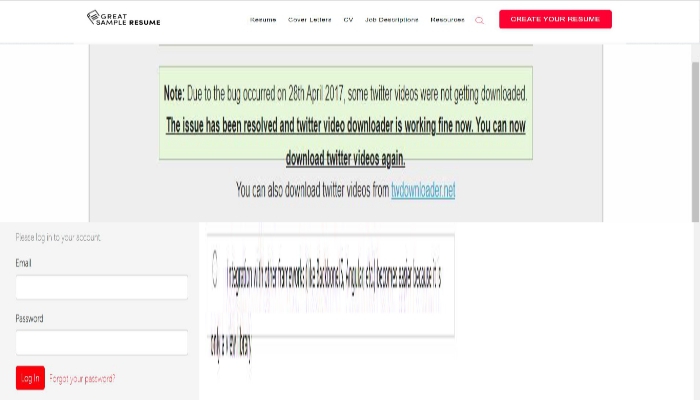 GREAT
SAMPLE RESUME
Resume Cover Letters CV Job Descriptions Resources CREATE YOUR RESUME
Note: Due to the bug occurred on 28th April 2017, some twitter videos were not getting downloaded.
The issue has been resolved and twitter video downloader is working fine now. You can now
download twitter videos again.
You can also download twitter videos from twdownloader.net
Please log in to your account.
Email
Password
Log In Forgot your password?
Integration with other frameworks (like BackboneJS, Angular, etc) becomes easier because it is
only a view library